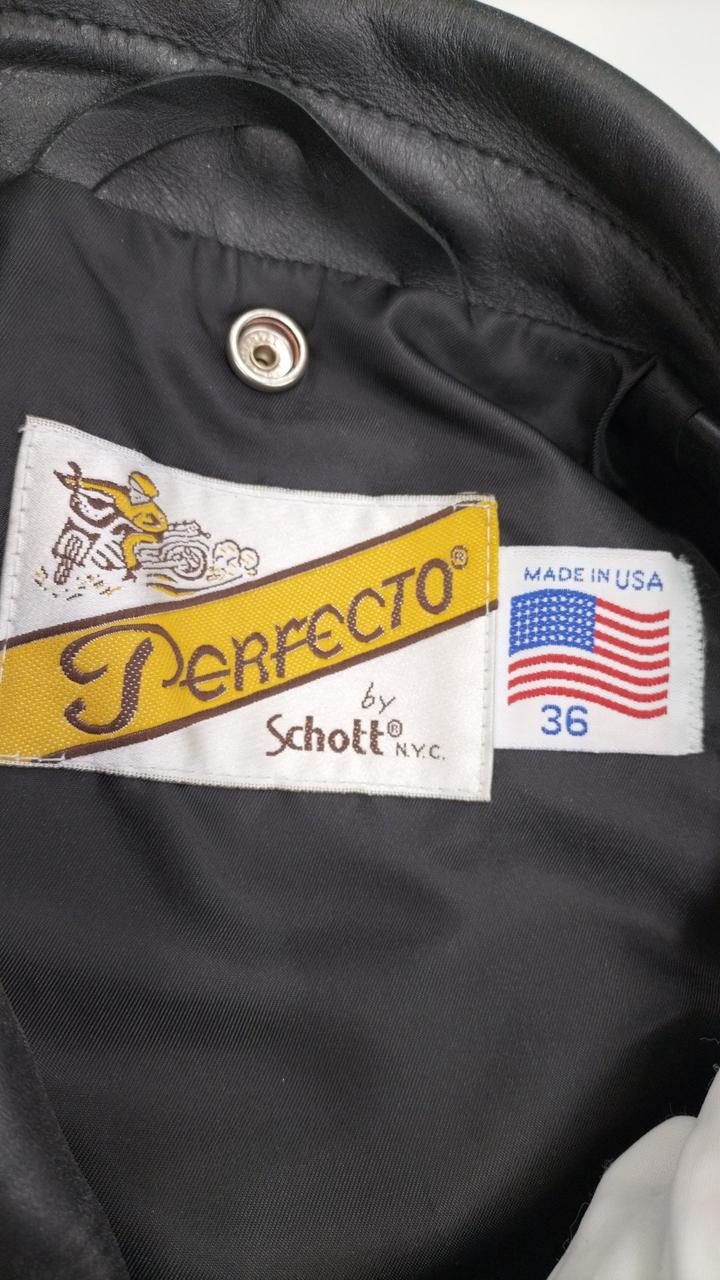 PERFECTO®
by
Schott®N.Y.C.
MADE IN USA
36